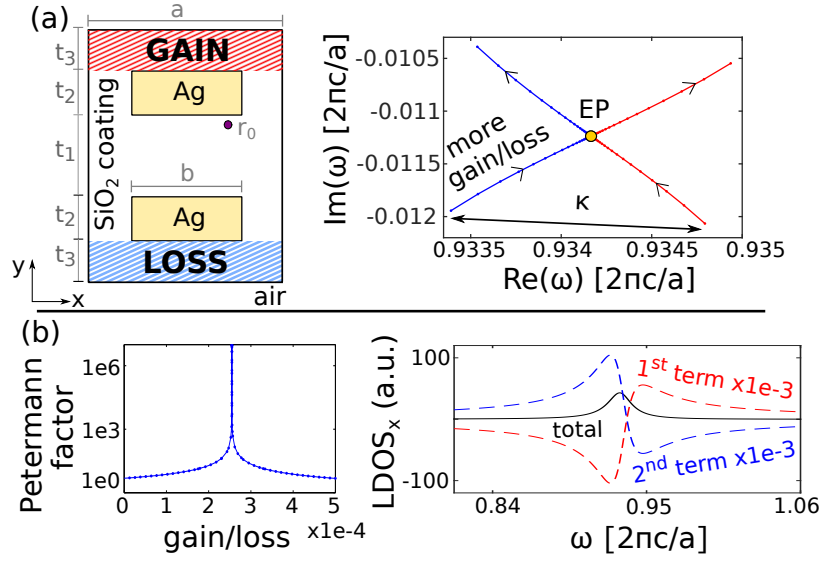 (a)
a
GAIN
t3
Ag
t2
r0
t1
SiO2 coating
b
Ag
t2
LOSS
t3
y
x
air
Im(ω) [2πc/a]
-0.0105
-0.011
-0.0115
-0.012
EP
more
gain/loss
κ
0.9335
0.934
0.9345
0.935
Re(ω) [2πc/a]
(b)
Petermann
factor
1e6
1e3
1e0
0
1
2
3
4
5
gain/loss
x1e-4
LDOSx (a.u.)
100
-100
1st term x1e-3
total
2nd term x1e-3
0.84
0.95
1.06
ω [2πc/a]